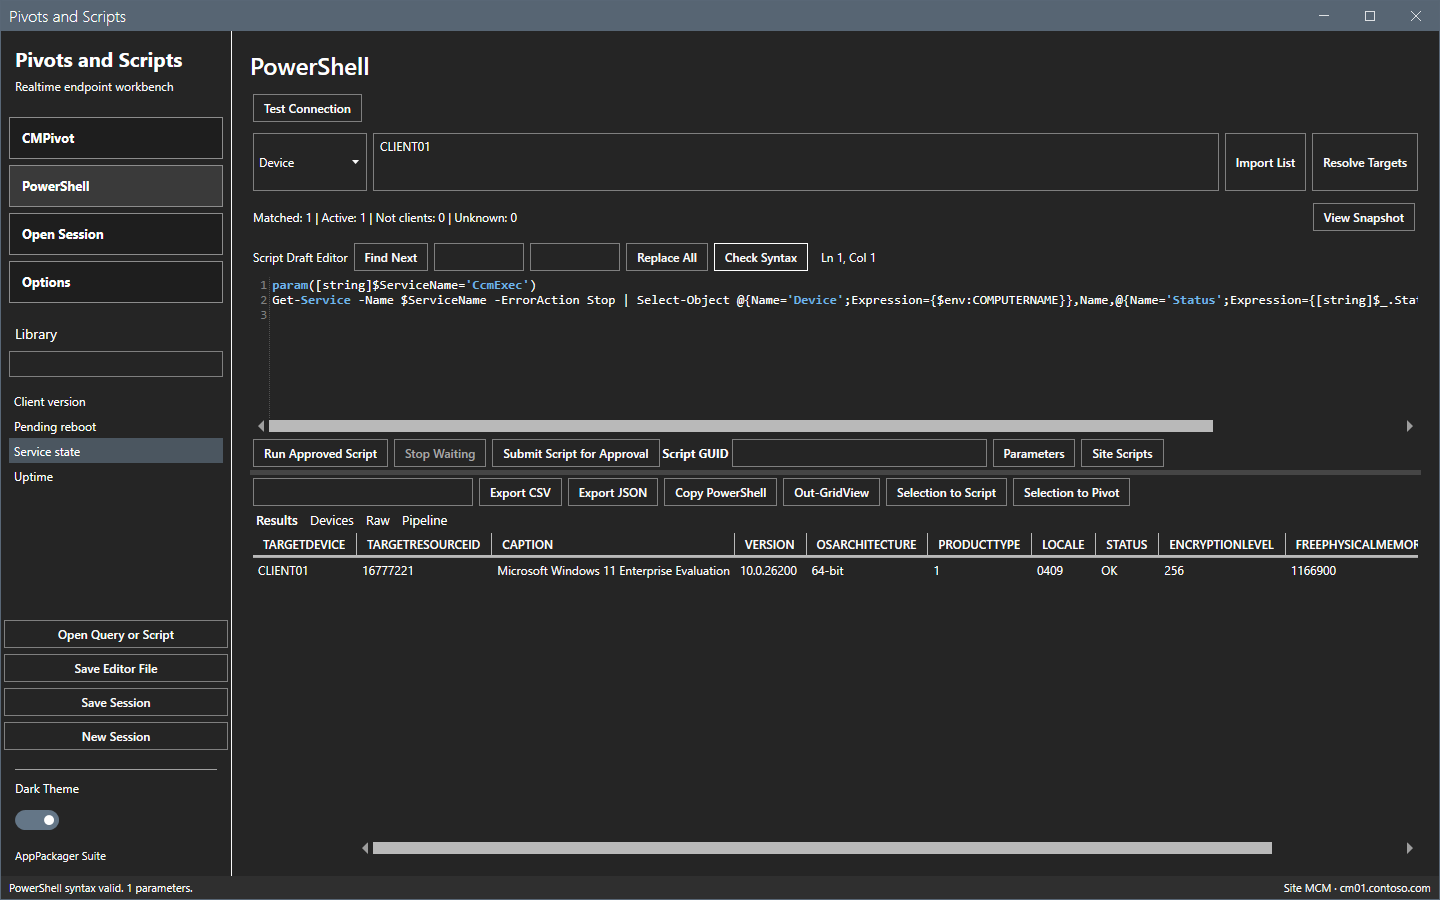 Pivots and Scripts
Pivots and Scripts
Realtime endpoint workbench
CMPivot
PowerShell
Open Session
Options
Library
Client version
Pending reboot
Service state
Uptime
Open Query or Script
Save Editor File
Save Session
New Session
Dark Theme
AppPackager Suite
PowerShell
Test Connection
Device
CLIENT01
Import List
Resolve Targets
Matched: 1 | Active: 1 | Not clients: 0 | Unknown: 0
View Snapshot
Script Draft Editor
Find Next
Replace All
Check Syntax
Ln 1, Col 1
1 param([string]$ServiceName='CcmExec')
2 Get-Service -Name $ServiceName -ErrorAction Stop | Select-Object @{Name='Device';Expression={$env:COMPUTERNAME}},Name,@{Name='Status';Expression={[string]$_.Stat
3
Run Approved Script
Stop Waiting
Submit Script for Approval
Script GUID
Parameters
Site Scripts
Export CSV
Export JSON
Copy PowerShell
Out-GridView
Selection to Script
Selection to Pivot
Results Devices Raw Pipeline
TARGETDEVICE TARGETRESOURCEID CAPTION VERSION OSARCHITECTURE PRODUCTTYPE LOCALE STATUS ENCRYPTIONLEVEL FREEPHYSICALMEMOR
CLIENT01 16777221 Microsoft Windows 11 Enterprise Evaluation 10.0.26200 64-bit 1 0409 OK 256 1166900
PowerShell syntax valid. 1 parameters.
Site MCM · cm01.contoso.com